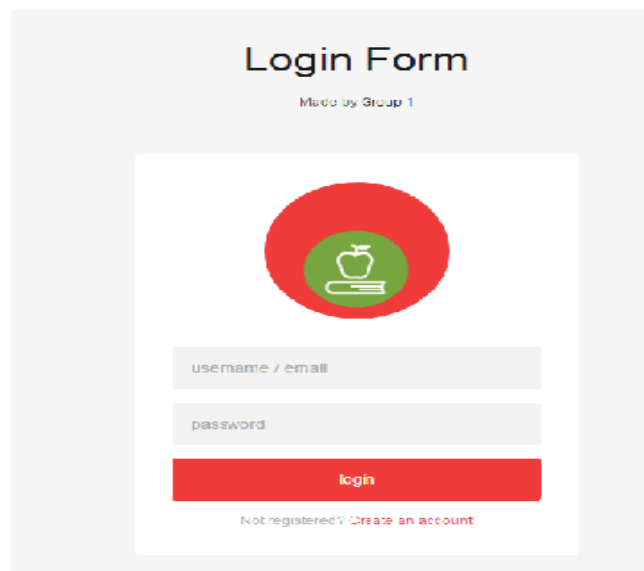 Login Form
Made by Group 1
username / email
password
login
Not registered? Create an account